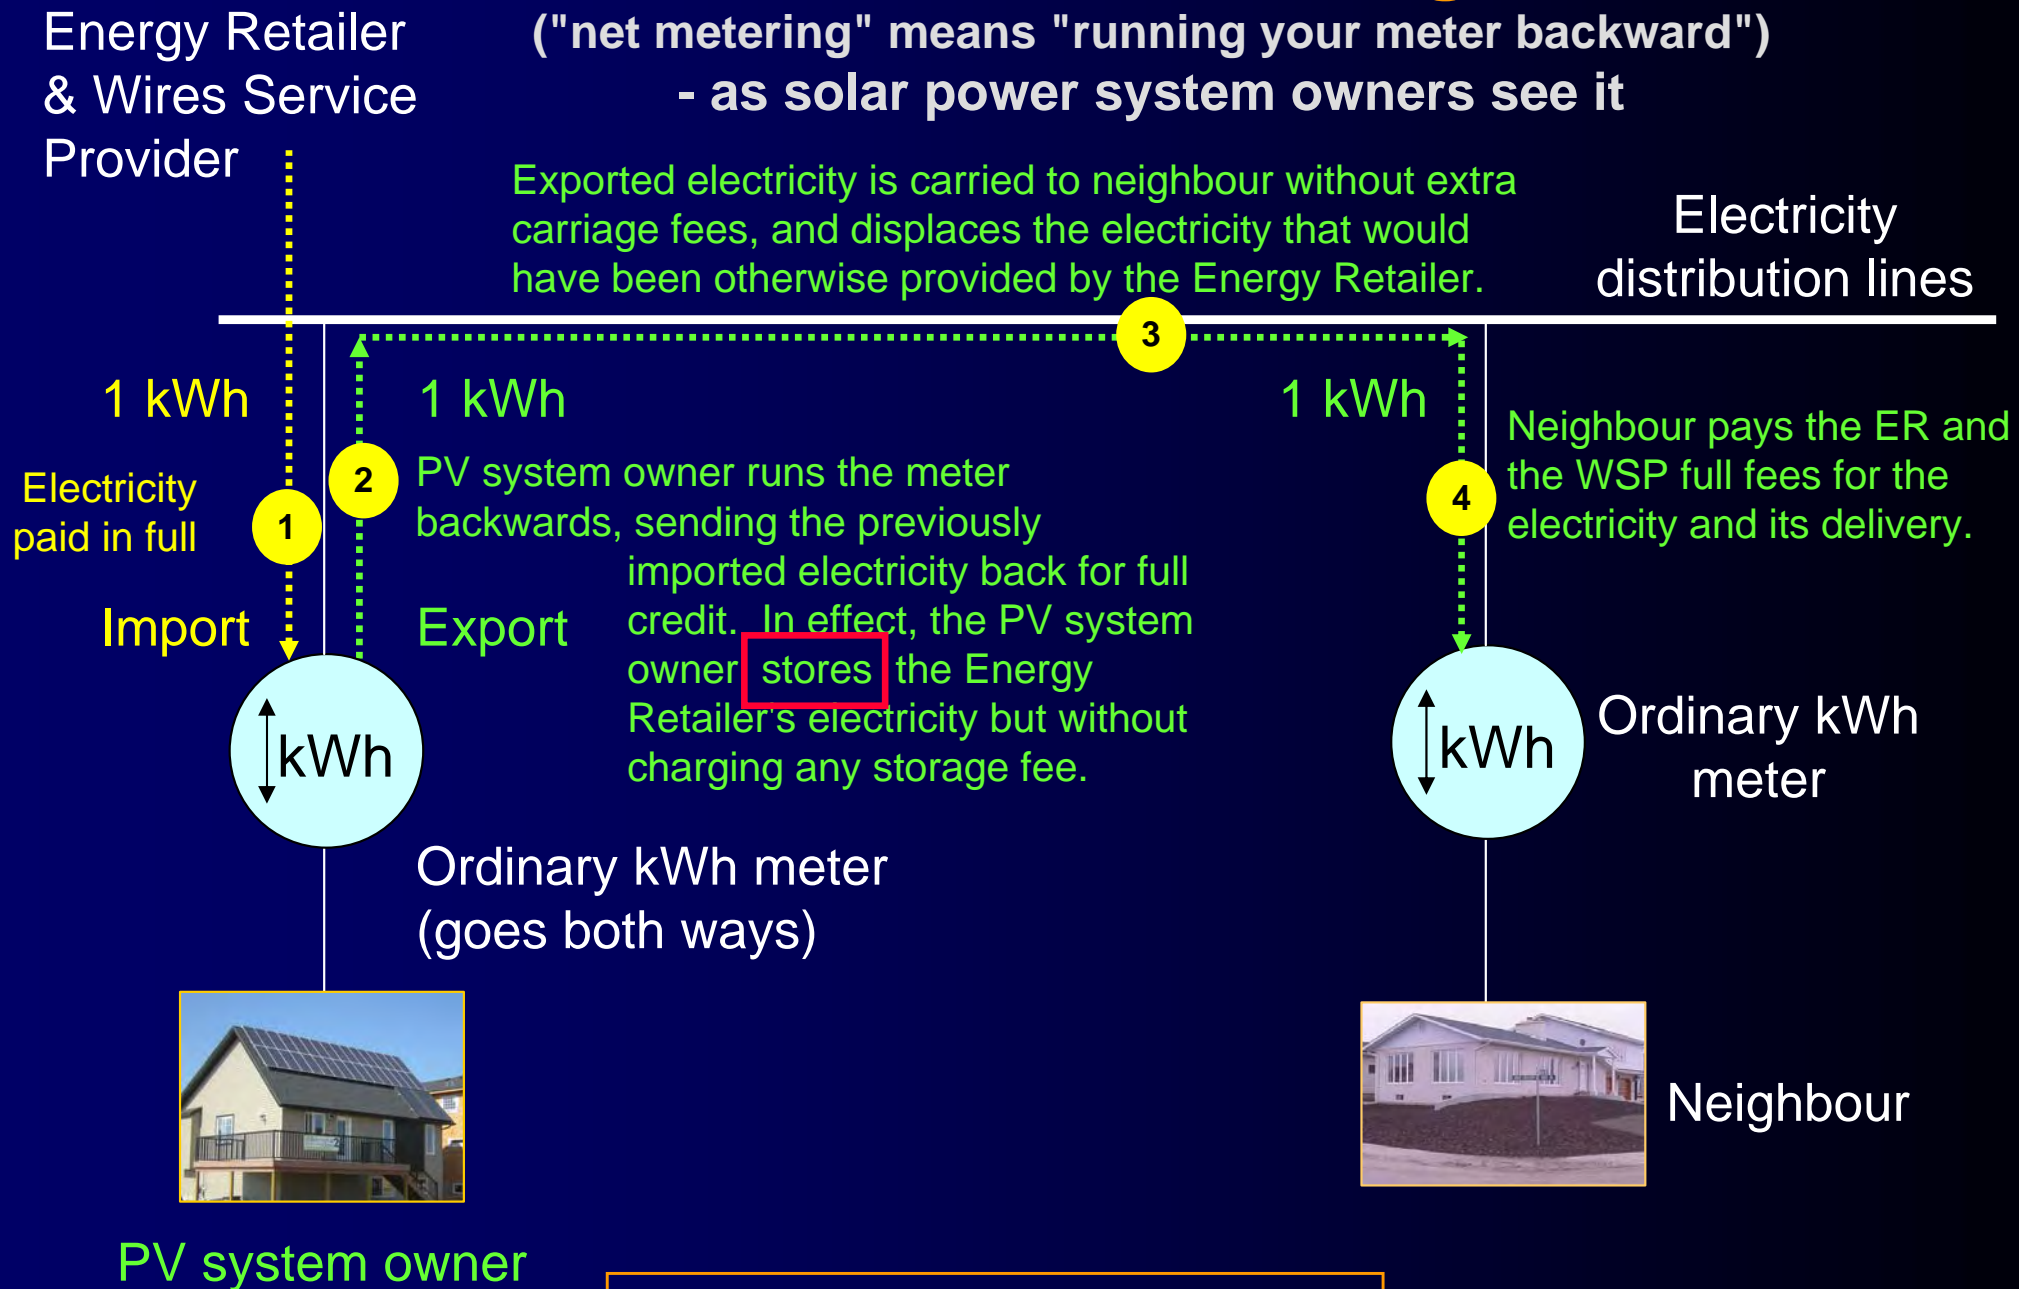 Energy Retailer
& Wires Service
Provider
("net metering" means "running your meter backward")
- as solar power system owners see it
Exported electricity is carried to neighbour without extra
carriage fees, and displaces the electricity that would
have been otherwise provided by the Energy Retailer.
Electricity
distribution lines
3
1 kWh
1 kWh
1 kWh
Electricity
paid in full
1
2
PV system owner runs the meter
backwards, sending the previously
imported electricity back for full
credit. In effect, the PV system
owner stores the Energy
Retailer's electricity but without
charging any storage fee.
4
Neighbour pays the ER and
the WSP full fees for the
electricity and its delivery.
Import
Export
kWh
kWh
Ordinary kWh
meter
Ordinary kWh meter
(goes both ways)
Neighbour
PV system owner